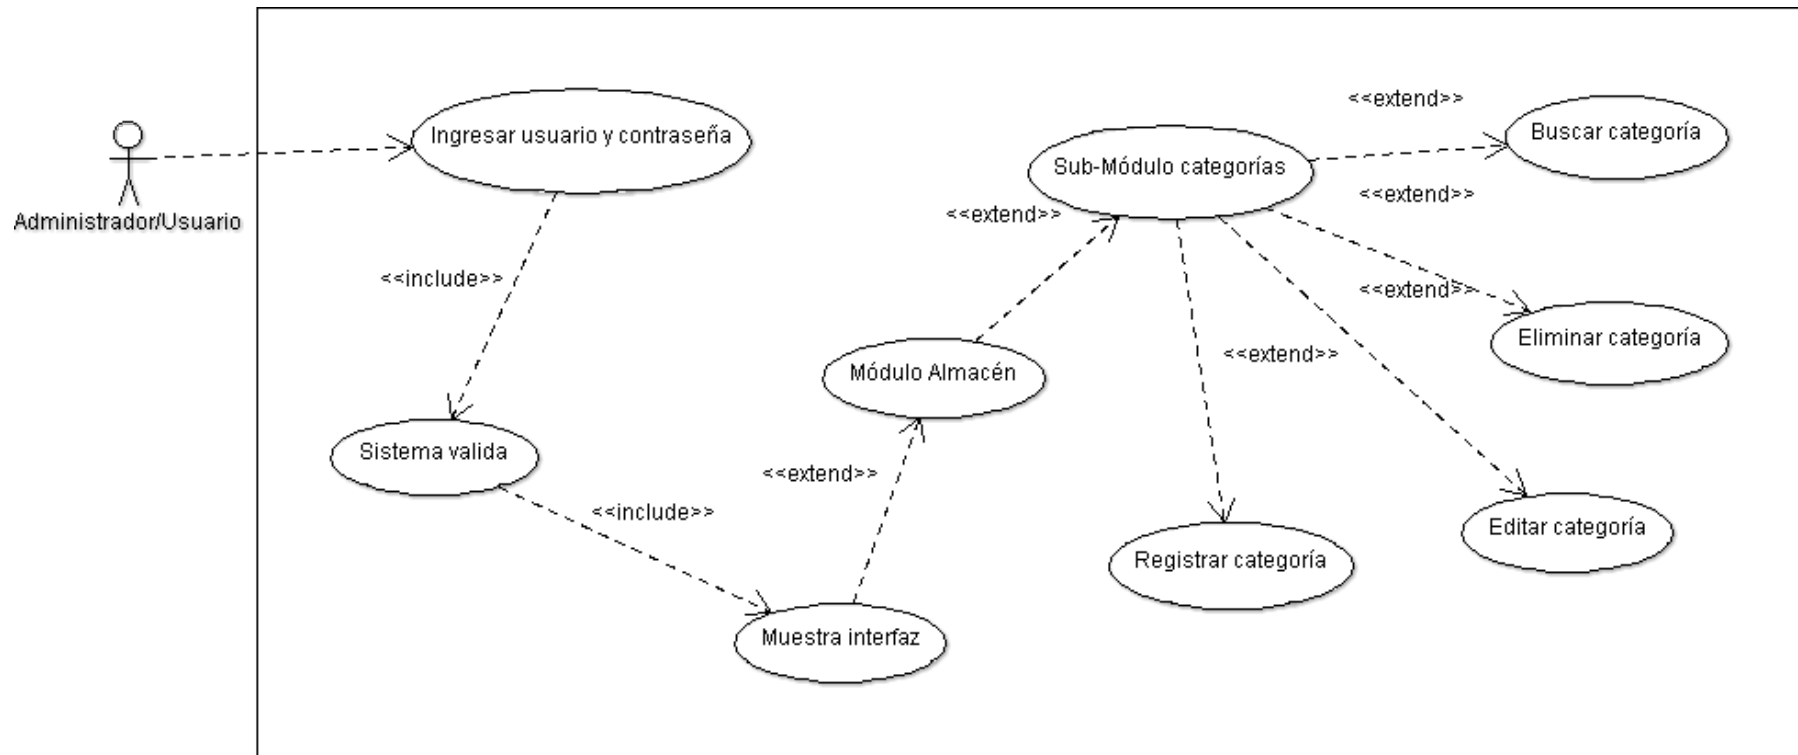 Administrador/Usuario
Ingresar usuario y contraseña
<<include>>
Sistema valida
<<include>>
Muestra interfaz
<<extend>>
Módulo Almacén
<<extend>>
Sub-Módulo categorías
<<extend>>
Buscar categoría
<<extend>>
<<extend>>
Eliminar categoría
<<extend>>
Editar categoría
Registrar categoría